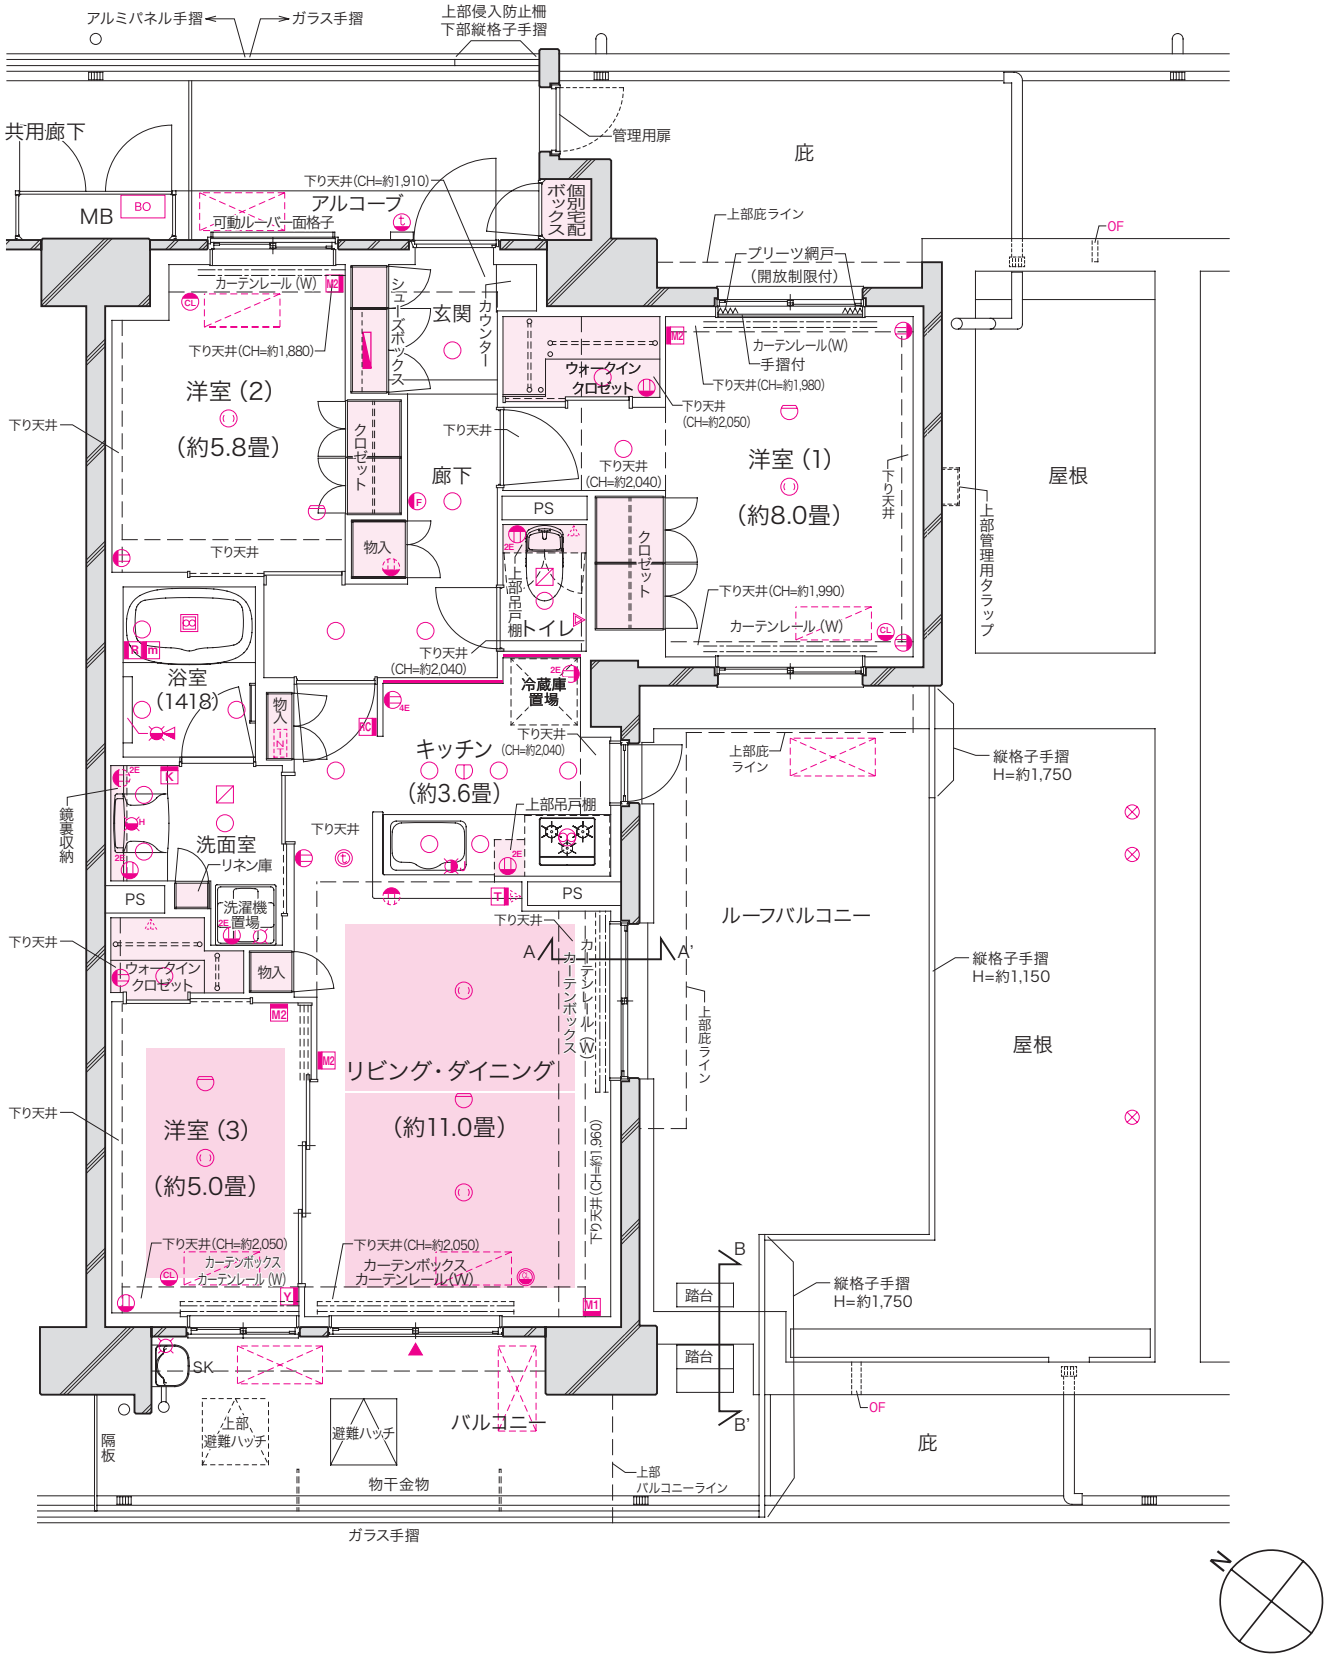 アルミパネル手摺
ガラス手摺
上部侵入防止柵
下部縦格子手摺
共用廊下
管理用扉
庇
MB
BO
下り天井(CH=約1,910)
アルコーブ
可動ルーバー面格子
個別宅配
ボックス
上部庇ライン
OF
プリーツ網戸
(開放制限付)
カーテンレール(W)
M2
CL
シューズボックス
玄関
カウンター
下り天井(CH=約1,880)
M2
カーテンレール(W)
手摺付
下り天井(CH=約1,980)
ウォークイン
クロゼット
下り天井
(CH=約2,050)
洋室(2)
(約5.8畳)
下り天井
クロゼット
下り天井
廊下
F
下り天井
(CH=約2,040)
洋室(1)
(約8.0畳)
下り天井
屋根
上部管理用タラップ
PS
2E
物入
下り天井
上部吊戸棚
トイレ
クロゼット
下り天井(CH=約1,990)
カーテンレール(W)
CL
R
m
浴室
(1418)
下り天井
(CH=約2,040)
2E
冷蔵庫
置場
物入
INT
RC
4E
キッチン
(CH=約2,040)
下り天井
(約3.6畳)
上部庇
ライン
縦格子手摺
H=約1,750
2E
K
鏡裏収納
H
2E
洗面室
リネン庫
下り天井
t
上部吊戸棚
2E
PS
洗濯機
置場
2E
T
PS
下り天井
ルーフバルコニー
下り天井
ウォークイン
クロゼット
物入
A
A'
カーテンレール(W)
カーテンボックス
縦格子手摺
H=約1,150
M2
M2
上部庇ライン
屋根
リビング・ダイニング
(約11.0畳)
下り天井
洋室(3)
(約5.0畳)
下り天井(CH=約1,960)
下り天井(CH=約2,050)
カーテンボックス
カーテンレール(W)
CL
Y
下り天井(CH=約2,050)
カーテンボックス
カーテンレール(W)
M1
B
踏台
縦格子手摺
H=約1,750
SK
踏台
B'
OF
上部
避難ハッチ
避難ハッチ
バルコニー
庇
隔板
物干金物
上部
バルコニーライン
ガラス手摺
N